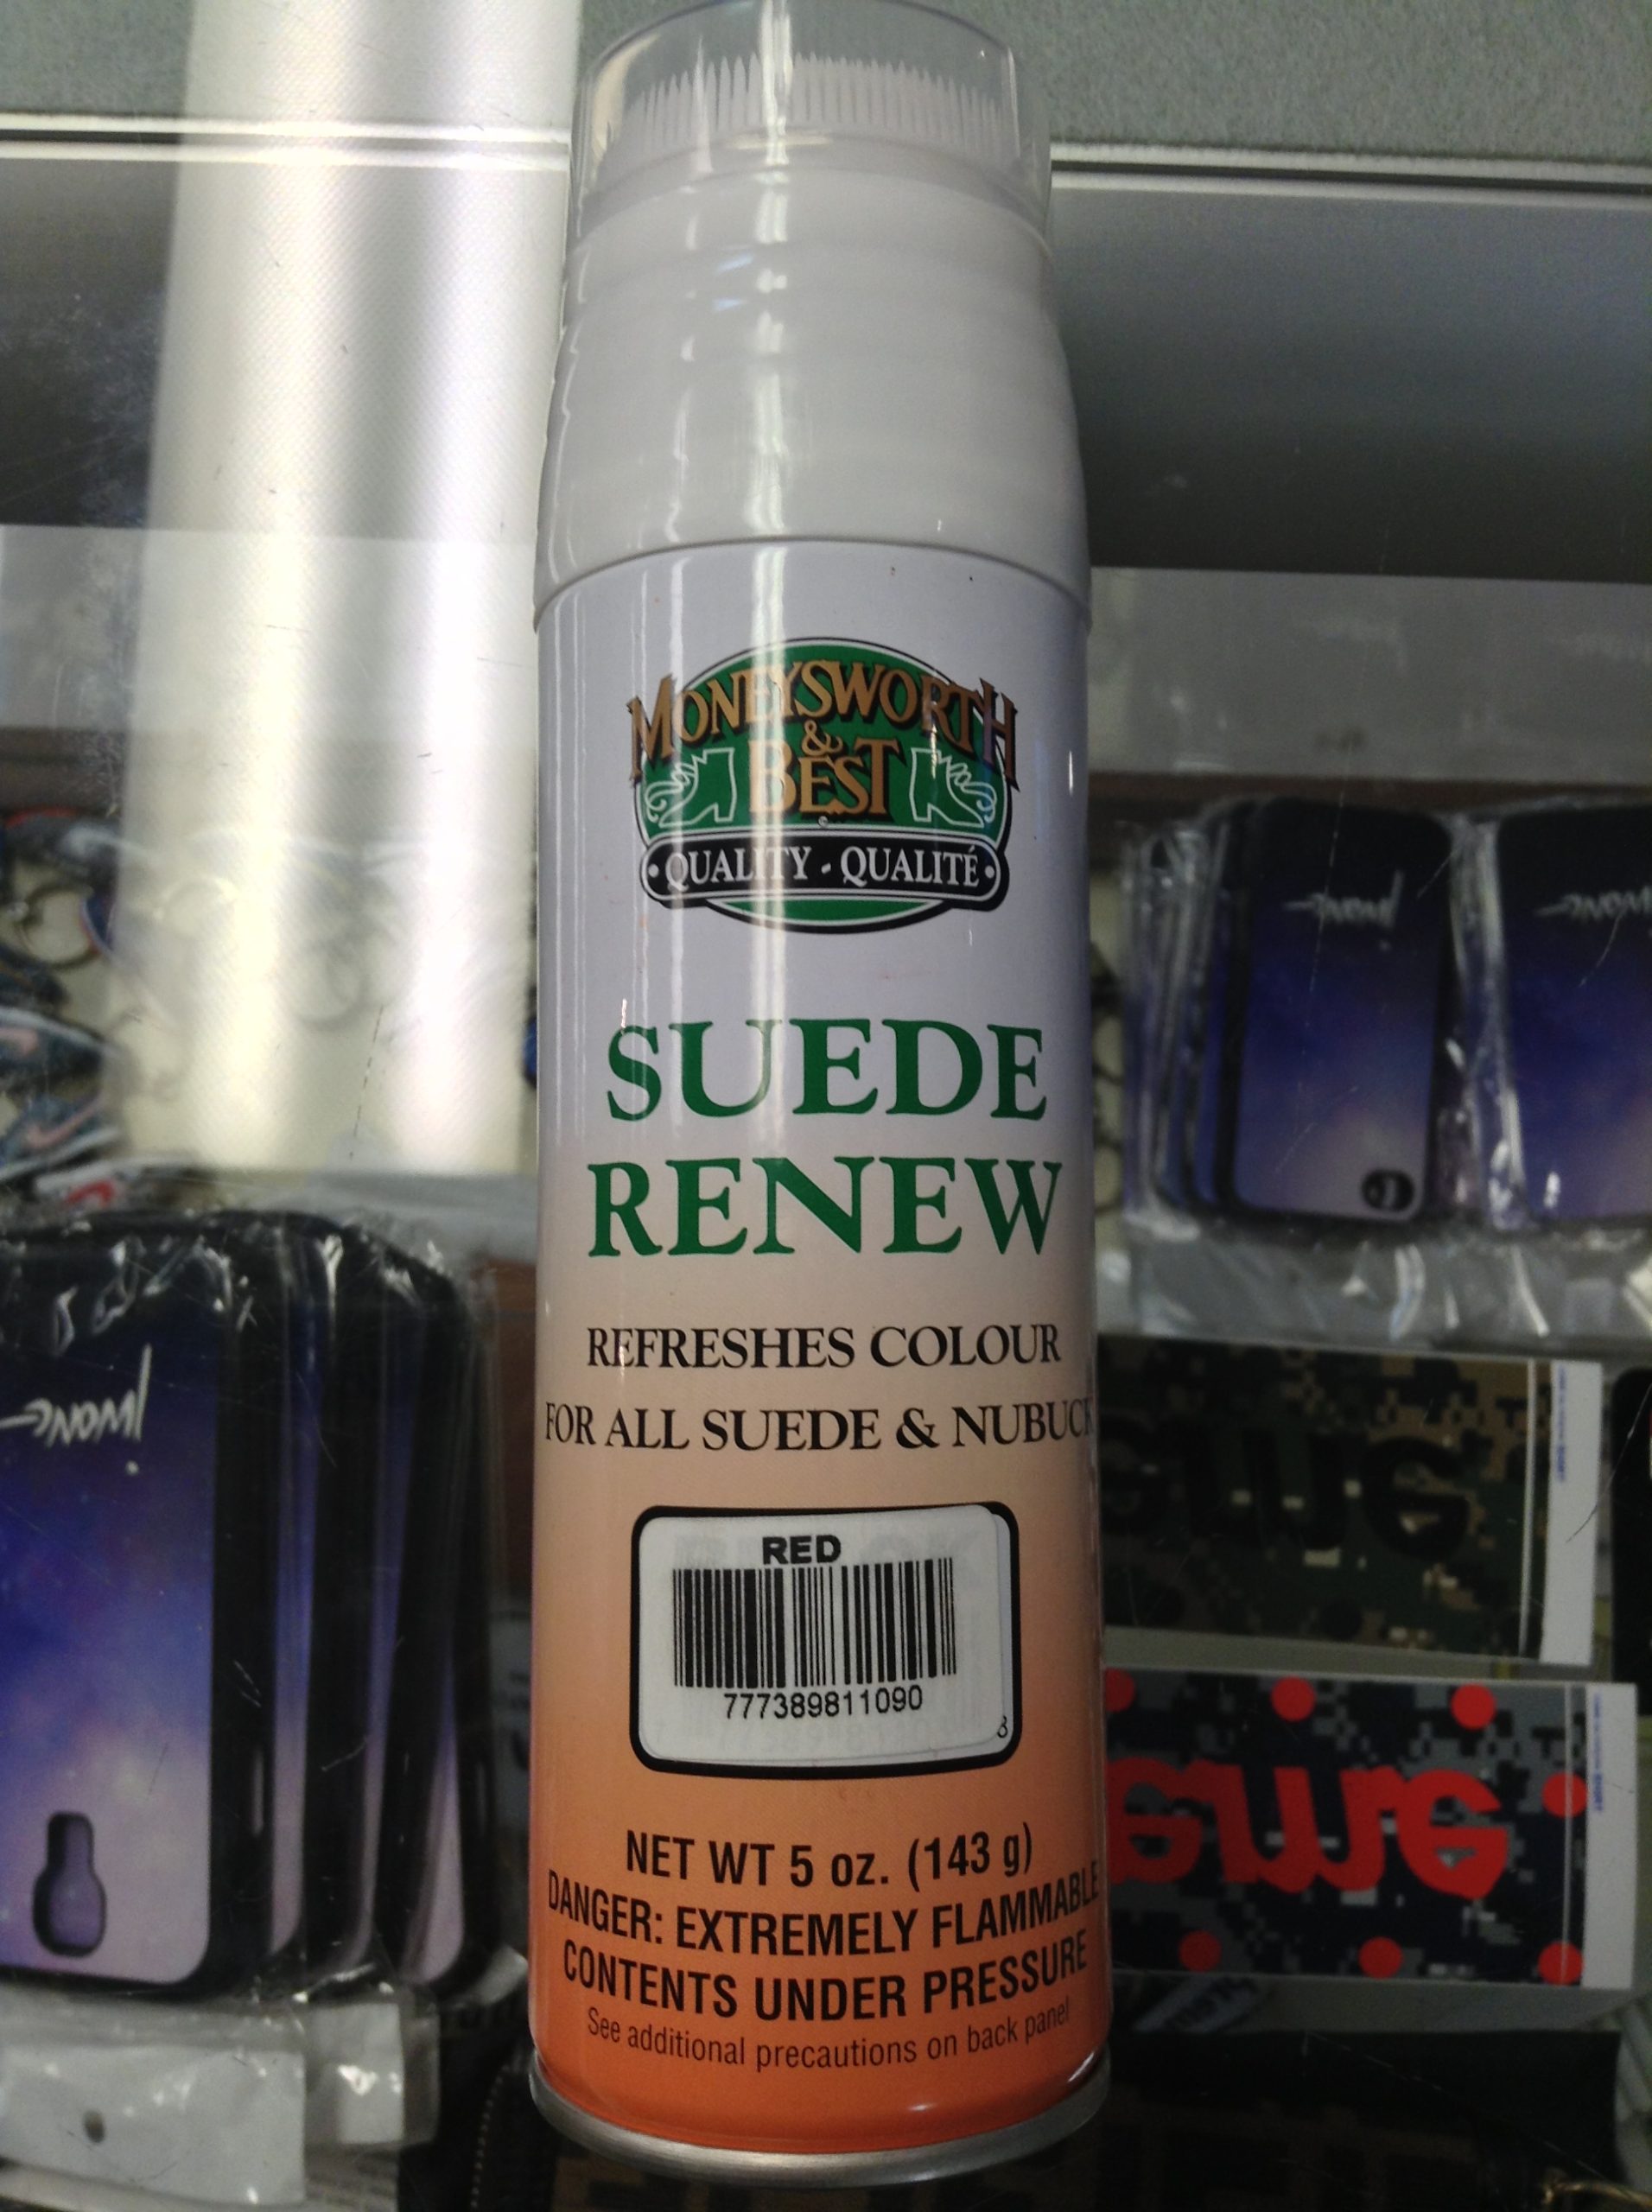 MONEYSWORTH
&
BEST
• QUALITY - QUALITÉ •
SUEDE
RENEW
REFRESHES COLOUR
FOR ALL SUEDE & NUBUCK
RED
777389811090
NET WT 5 oz. (143 g)
DANGER: EXTREMELY FLAMMABLE
CONTENTS UNDER PRESSURE
See additional precautions on back panel